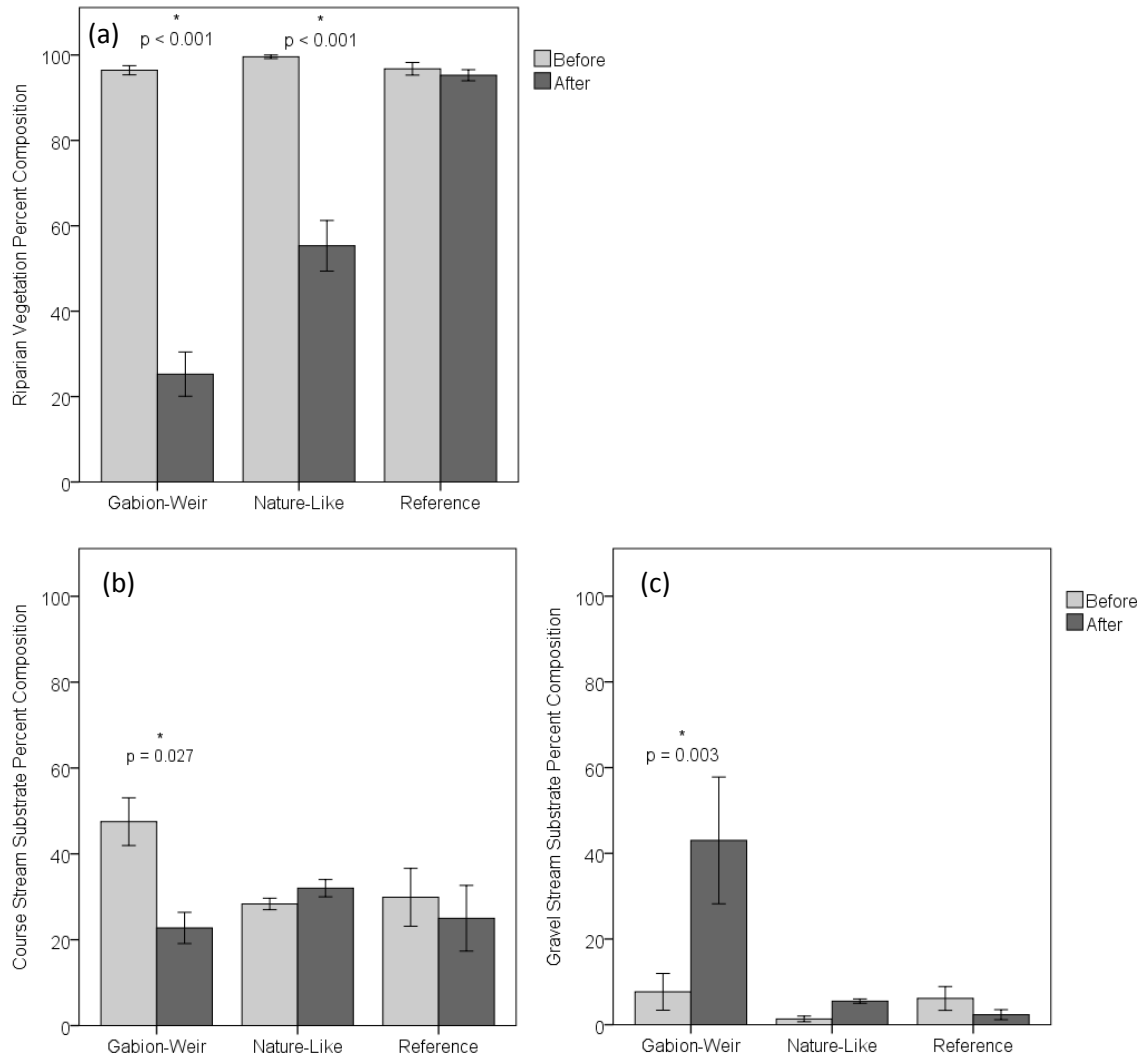 (a)
*
p < 0.001
*
p < 0.001
Before
After
Riparian Vegetation Percent Composition
100
80
60
40
20
0
Gabion-Weir
Nature-Like
Reference
(b)
*
p = 0.027
Course Stream Substrate Percent Composition
100
80
60
40
20
0
Gabion-Weir
Nature-Like
Reference
(c)
*
p = 0.003
Before
After
Gravel Stream Substrate Percent Composition
100
80
60
40
20
0
Gabion-Weir
Nature-Like
Reference